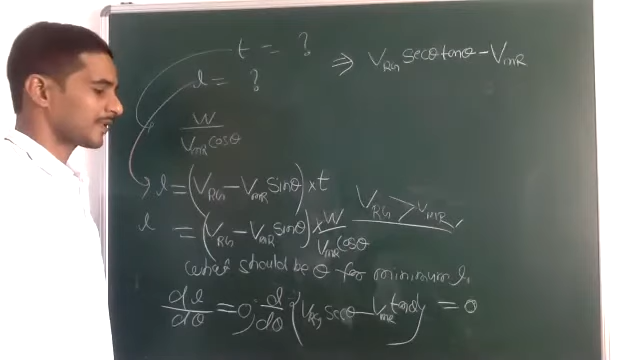 t = ?
l = ?
W / V_mR cosθ
l = (V_RG − V_mR sinθ) × t
l = (V_RG − V_mR sinθ) × W / V_mR cosθ
V_RG > V_mR
what should be θ for minimum l,
dl/dθ = 0, d/dθ {V_RG secθ − V_mR tanθ} = 0
⇒ V_RG secθ tanθ − V_mR